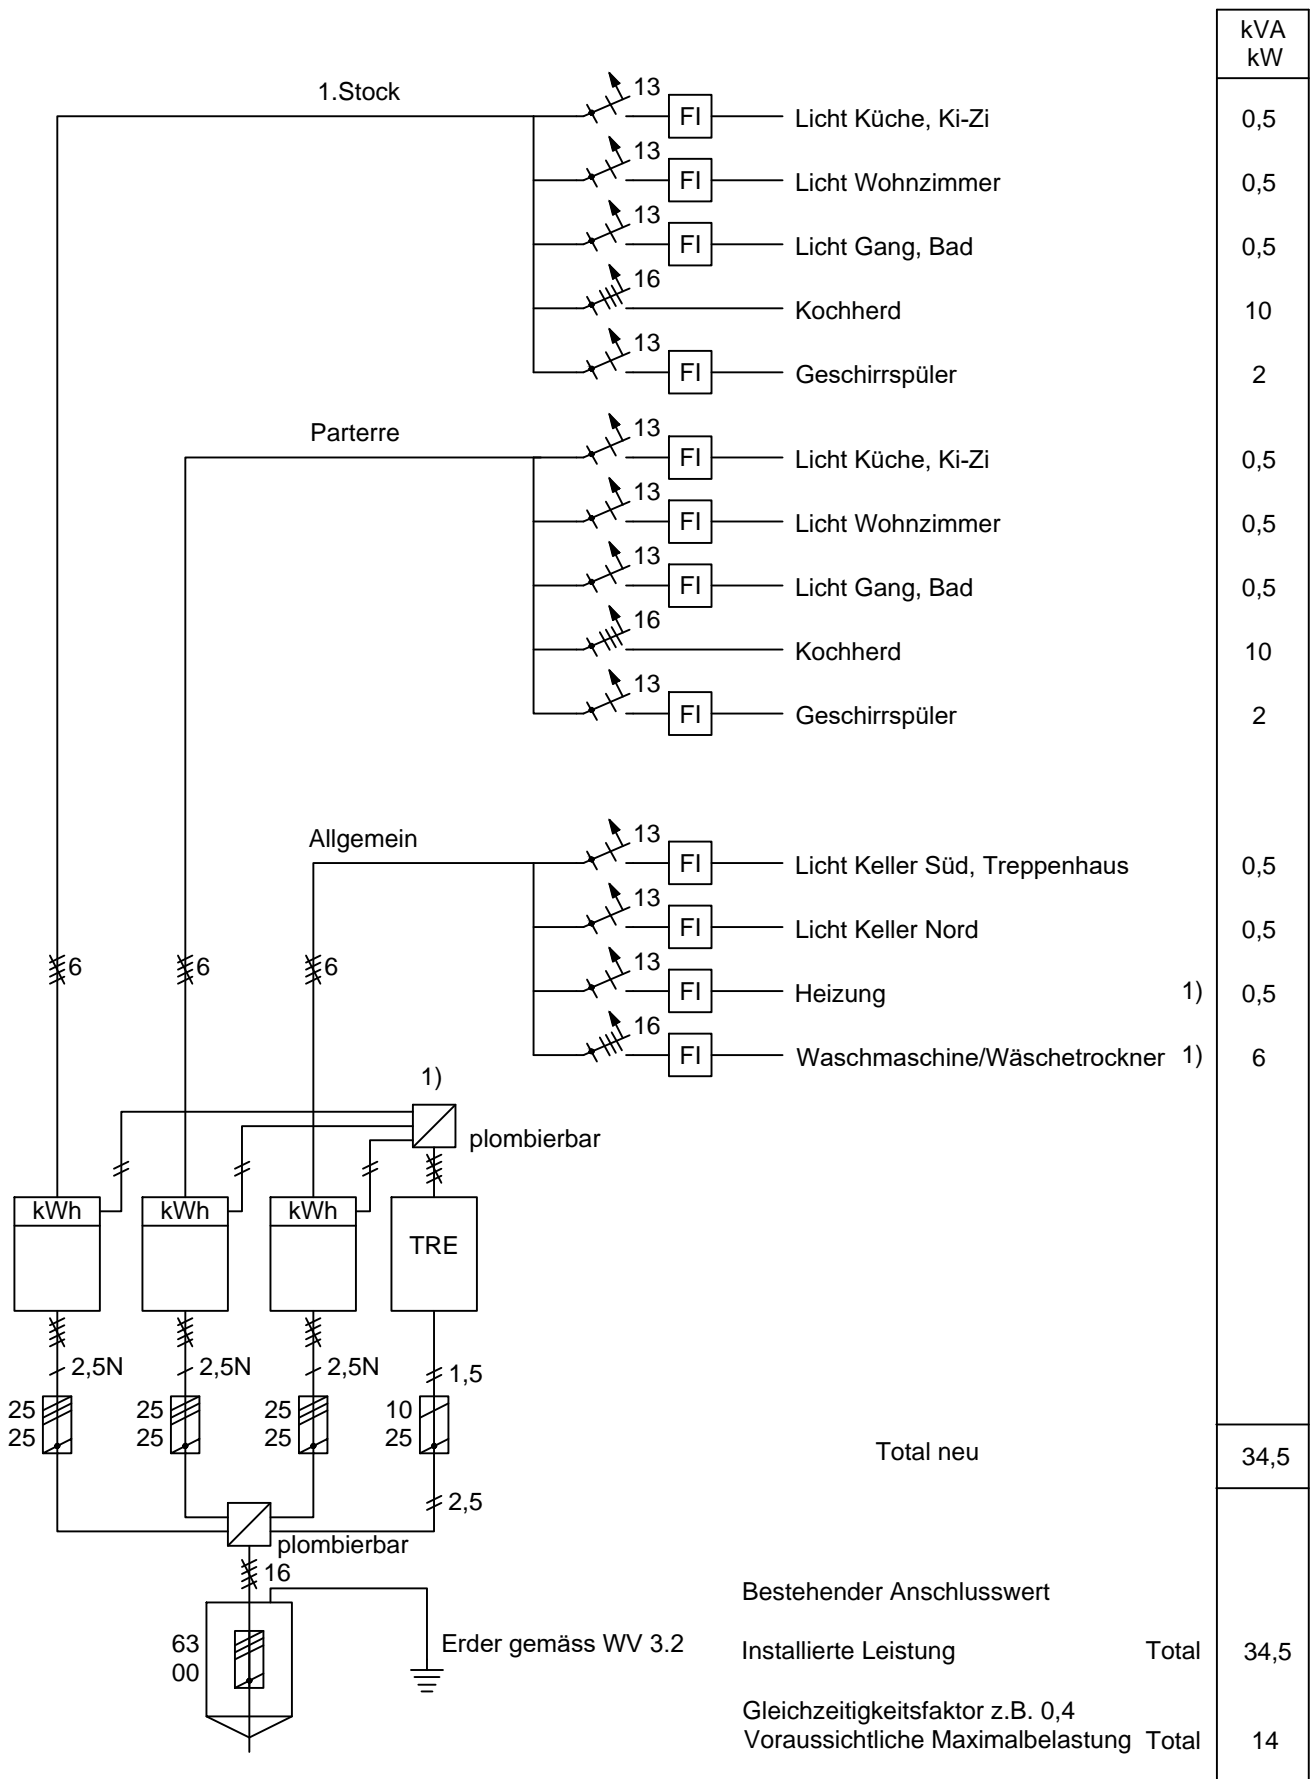 kVA
kW
1.Stock
13 FI Licht Küche, Ki-Zi 0,5
13 FI Licht Wohnzimmer 0,5
13 FI Licht Gang, Bad 0,5
16 Kochherd 10
13 FI Geschirrspüler 2
Parterre
13 FI Licht Küche, Ki-Zi 0,5
13 FI Licht Wohnzimmer 0,5
13 FI Licht Gang, Bad 0,5
16 Kochherd 10
13 FI Geschirrspüler 2
Allgemein
13 FI Licht Keller Süd, Treppenhaus 0,5
13 FI Licht Keller Nord 0,5
6 6 6
13 FI Heizung 1) 0,5
16 FI Waschmaschine/Wäschetrockner 1) 6
1)
plombierbar
kWh kWh kWh
TRE
2,5N 2,5N 2,5N 1,5
25 25 25 10
25 25 25 25
Total neu 34,5
2,5
plombierbar
16
Bestehender Anschlusswert
63
00
Erder gemäss WV 3.2
Installierte Leistung Total 34,5
Gleichzeitigkeitsfaktor z.B. 0,4
Voraussichtliche Maximalbelastung Total 14